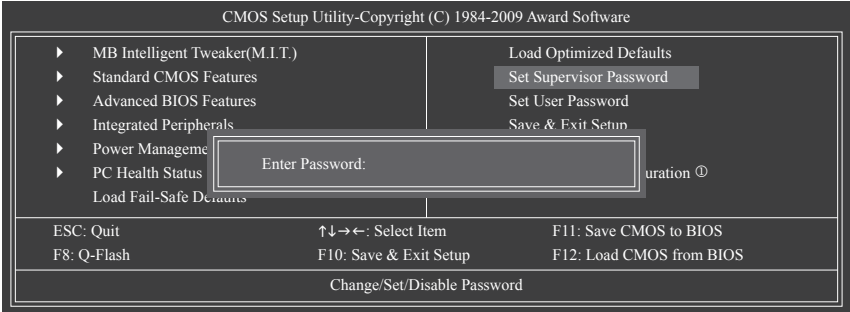 CMOS Setup Utility-Copyright (C) 1984-2009 Award Software
MB Intelligent Tweaker(M.I.T.)
Standard CMOS Features
Advanced BIOS Features
Integrated Peripherals
Power Manageme
PC Health Status
Load Fail-Safe Defaults
Load Optimized Defaults
Set Supervisor Password
Set User Password
Save & Exit Setup
uration ①
Enter Password:
ESC: Quit ↑↓→←: Select Item F11: Save CMOS to BIOS
F8: Q-Flash F10: Save & Exit Setup F12: Load CMOS from BIOS
Change/Set/Disable Password